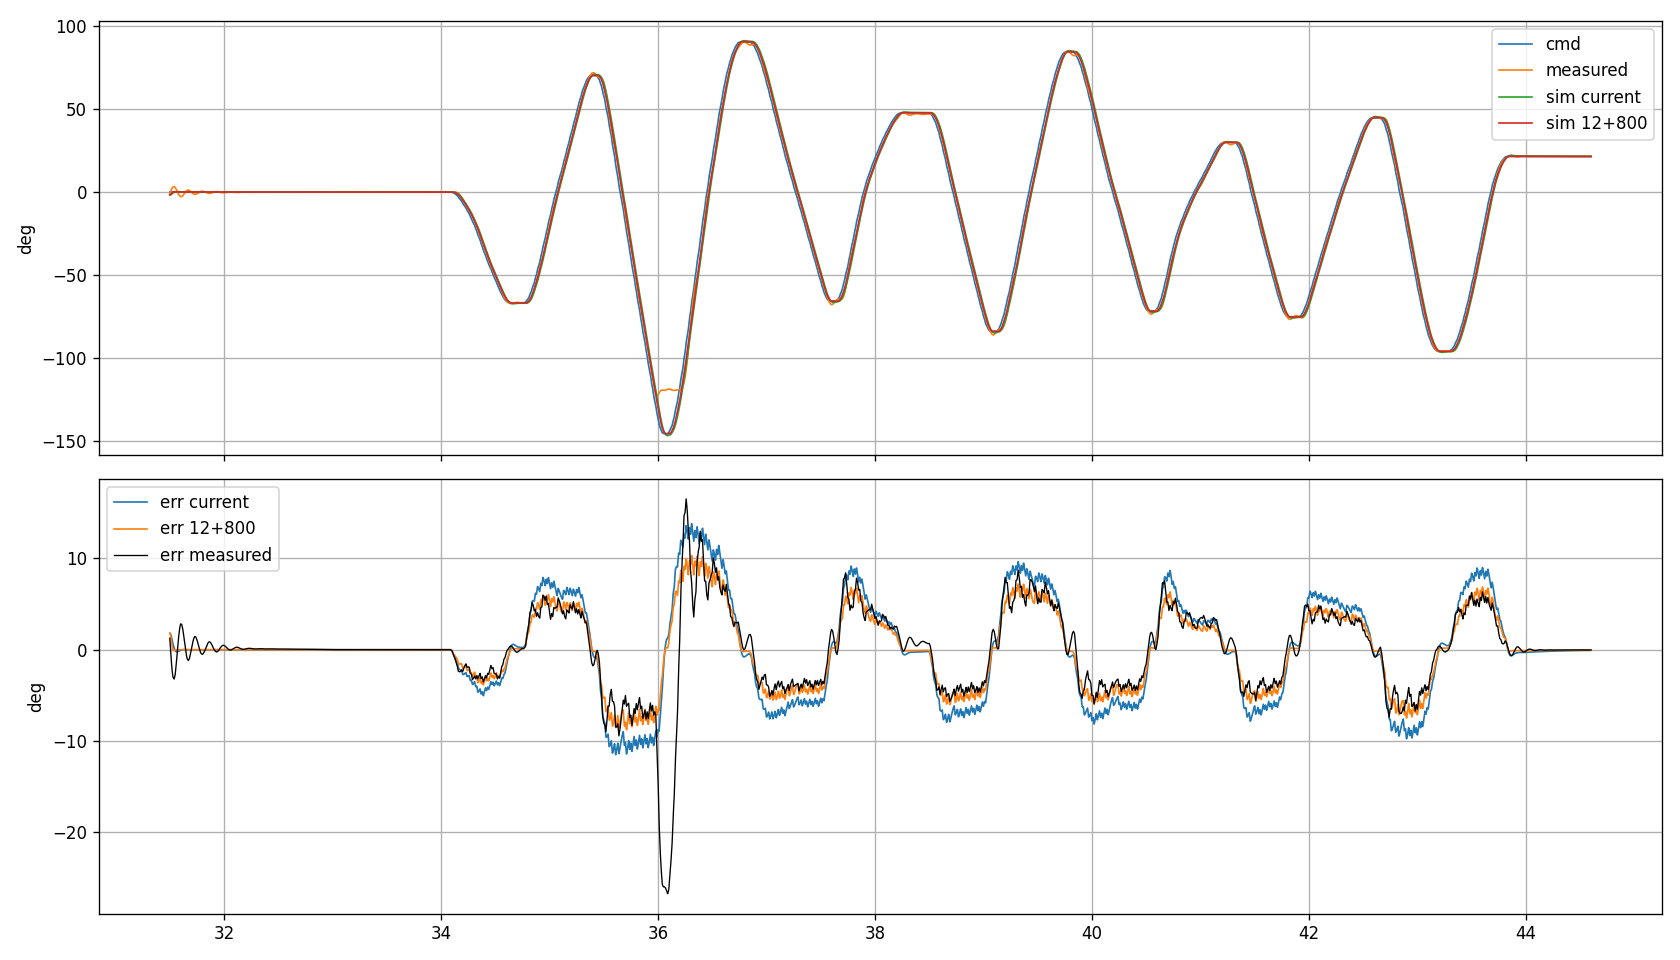 100
50
0
−50
−100
−150
deg
cmd
measured
sim current
sim 12+800
10
0
−10
−20
deg
err current
err 12+800
err measured
32
34
36
38
40
42
44